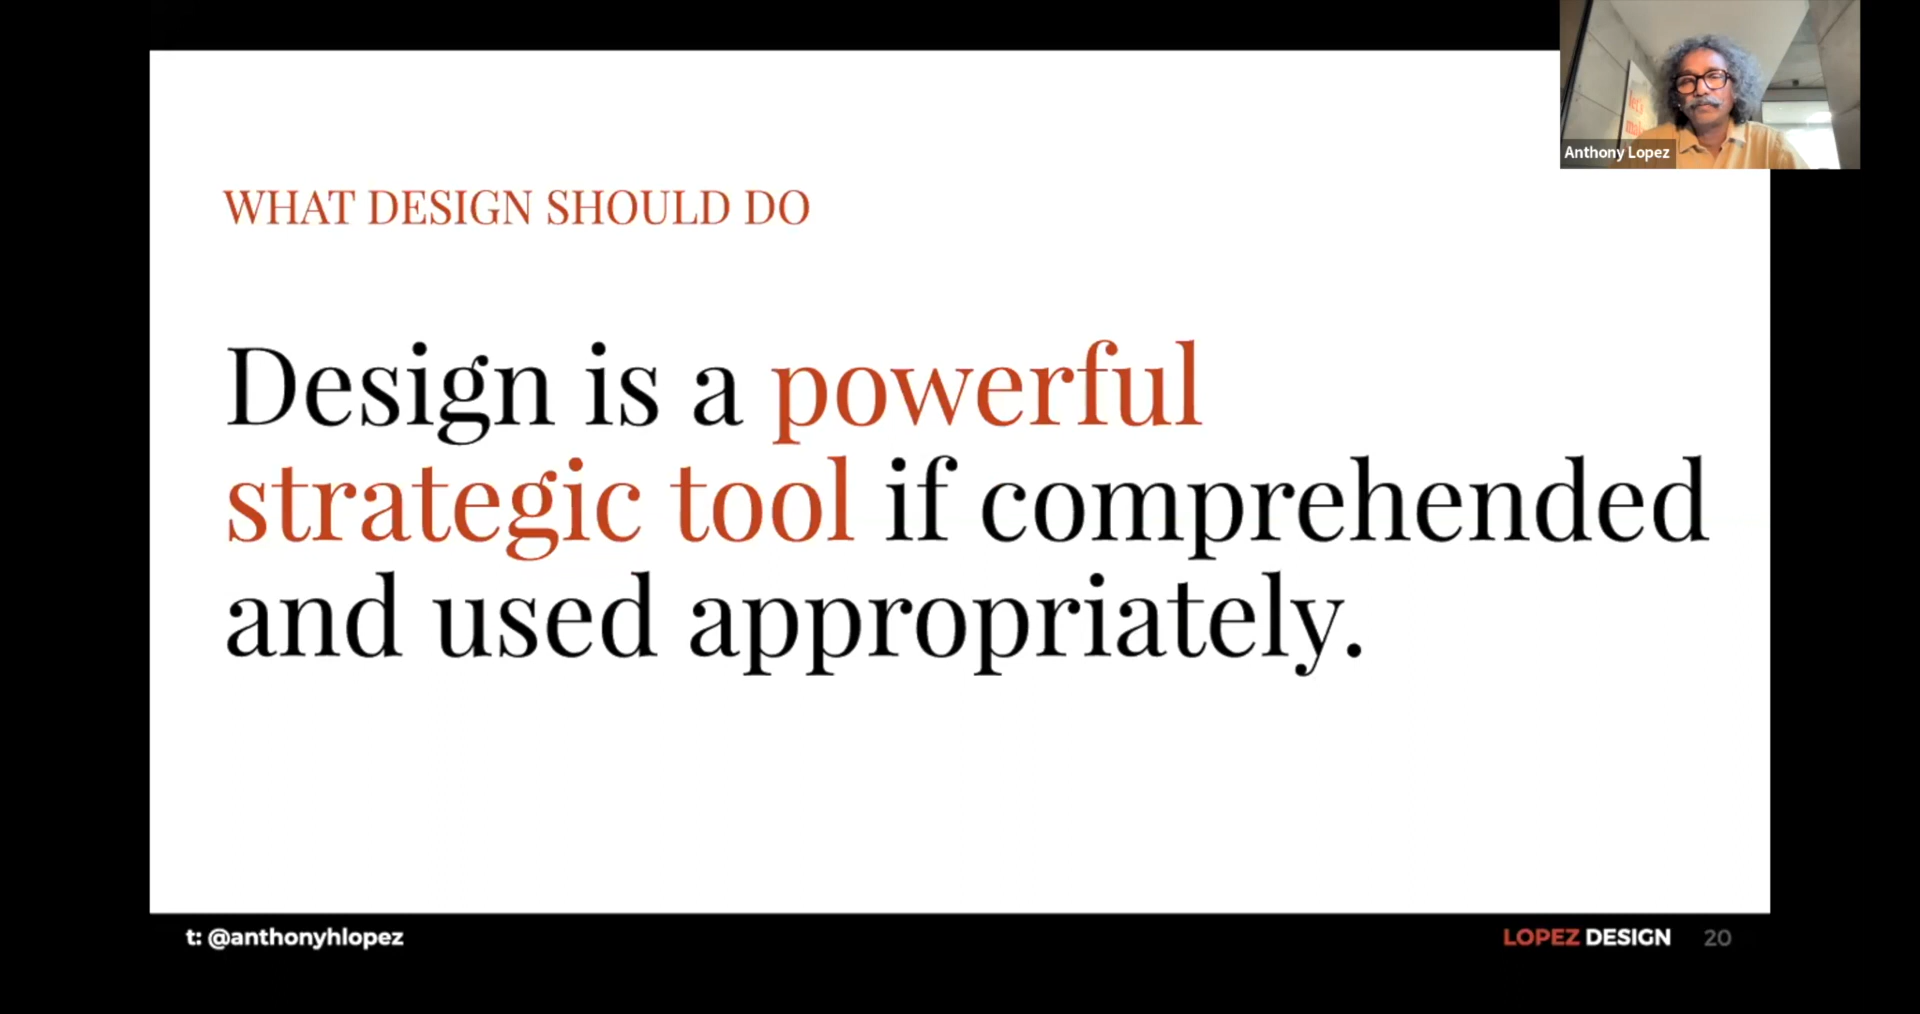 Anthony Lopez
WHAT DESIGN SHOULD DO
Design is a powerful
strategic tool if comprehended
and used appropriately.
t: @anthonyhlopez
LOPEZ DESIGN 20